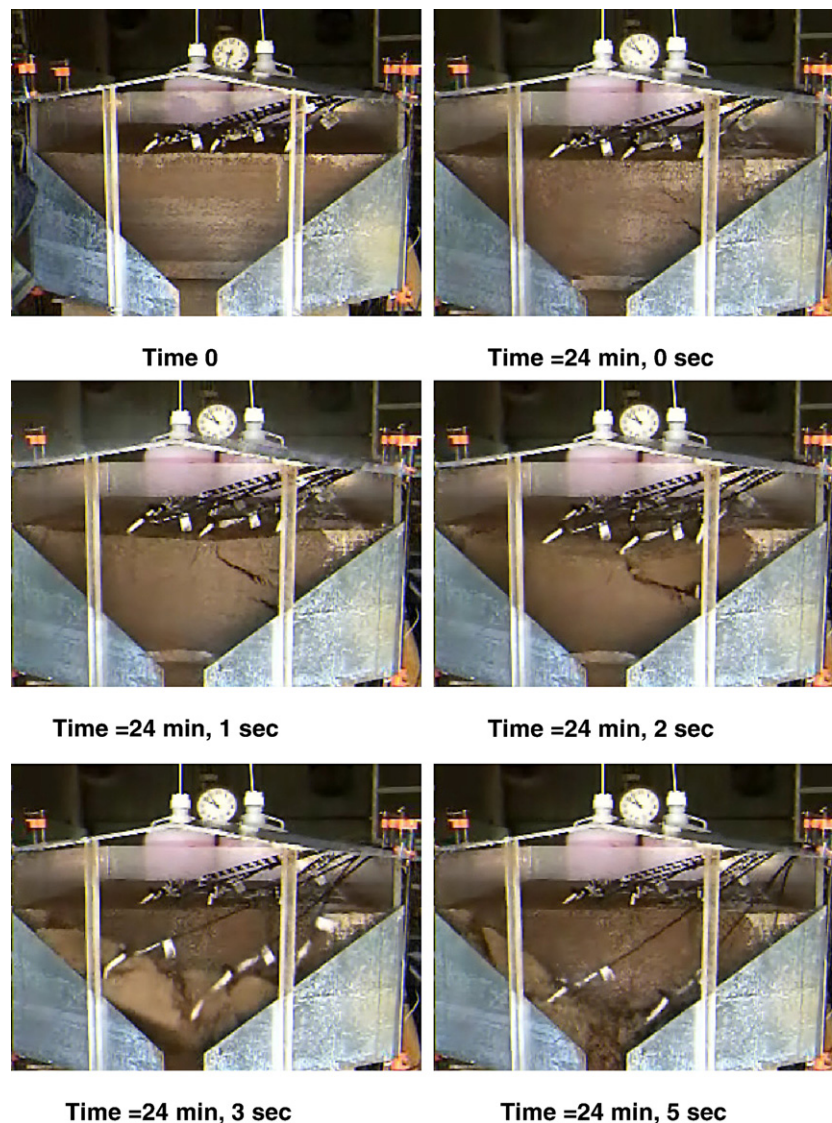 Time 0
Time =24 min, 0 sec
Time =24 min, 1 sec
Time =24 min, 2 sec
Time =24 min, 3 sec
Time =24 min, 5 sec